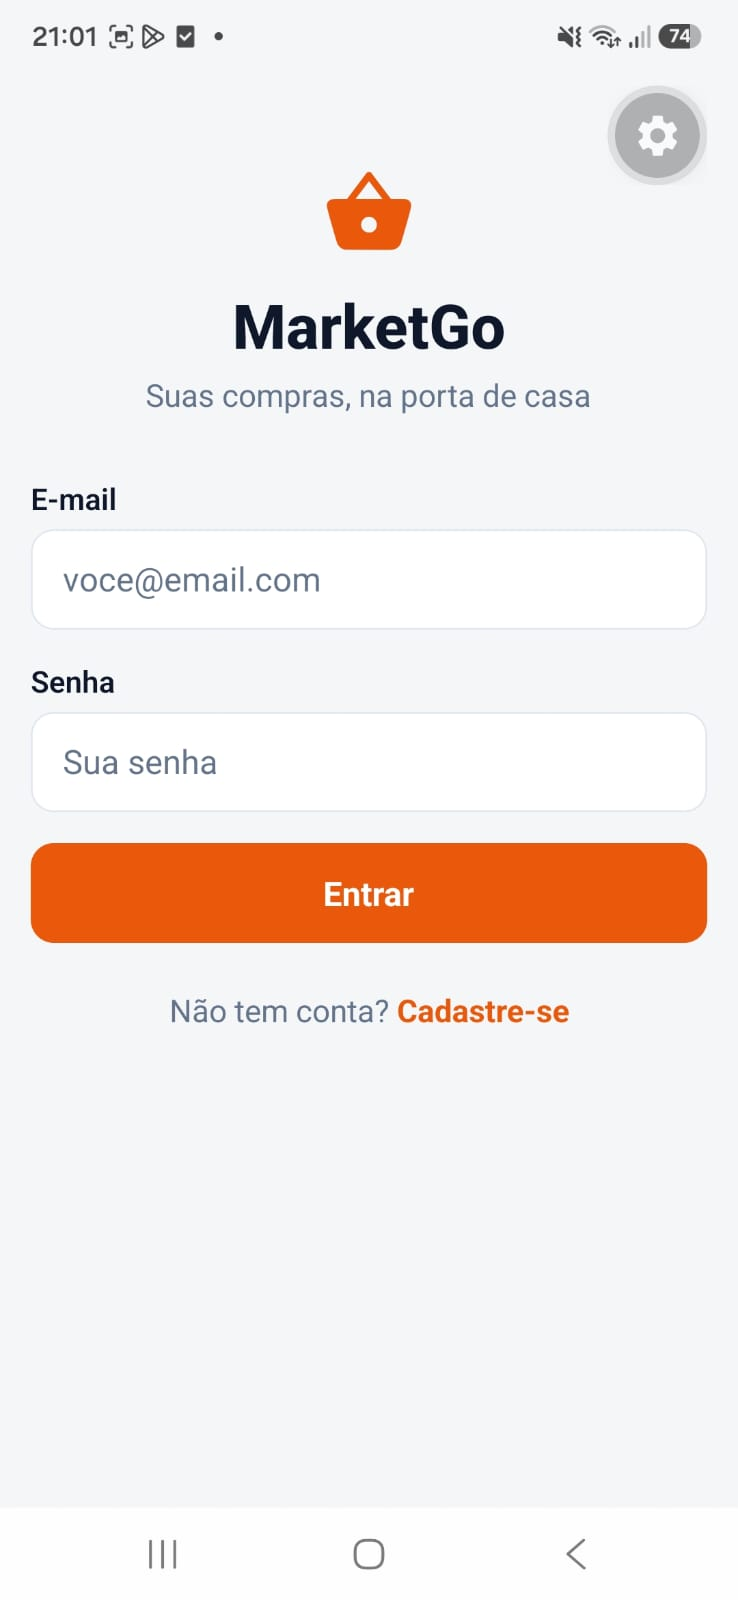 21:01
74
MarketGo
Suas compras, na porta de casa
E-mail
voce@email.com
Senha
Sua senha
Entrar
Não tem conta? Cadastre-se